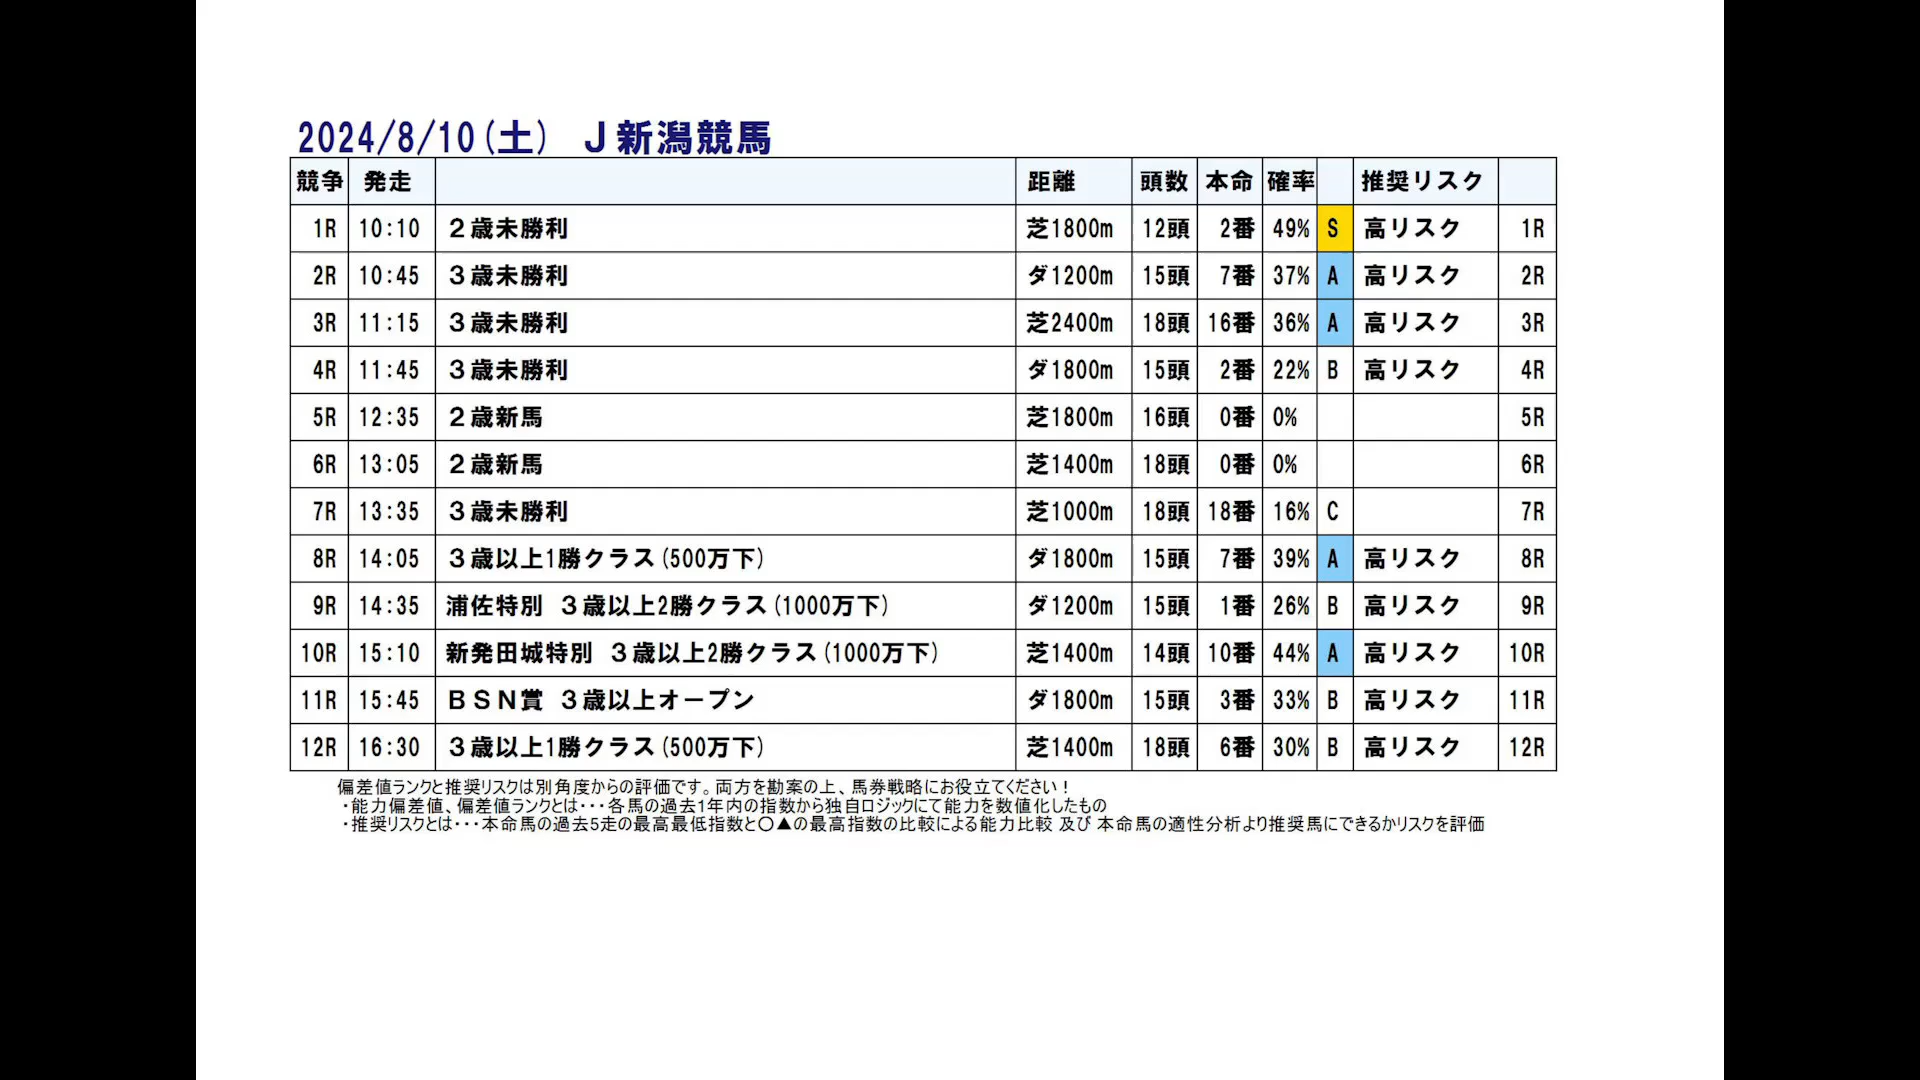 2024/8/10(土)　J新潟競馬
競争 発走 距離 頭数 本命 確率 推奨リスク
1R 10:10 ２歳未勝利 芝1800m 12頭 2番 49% S 高リスク 1R
2R 10:45 ３歳未勝利 ダ1200m 15頭 7番 37% A 高リスク 2R
3R 11:15 ３歳未勝利 芝2400m 18頭 16番 36% A 高リスク 3R
4R 11:45 ３歳未勝利 ダ1800m 15頭 2番 22% B 高リスク 4R
5R 12:35 ２歳新馬 芝1800m 16頭 0番 0% 5R
6R 13:05 ２歳新馬 芝1400m 18頭 0番 0% 6R
7R 13:35 ３歳未勝利 芝1000m 18頭 18番 16% C 7R
8R 14:05 ３歳以上1勝クラス(500万下) ダ1800m 15頭 7番 39% A 高リスク 8R
9R 14:35 浦佐特別 ３歳以上2勝クラス(1000万下) ダ1200m 15頭 1番 26% B 高リスク 9R
10R 15:10 新発田城特別 ３歳以上2勝クラス(1000万下) 芝1400m 14頭 10番 44% A 高リスク 10R
11R 15:45 ＢＳＮ賞 ３歳以上オープン ダ1800m 15頭 3番 33% B 高リスク 11R
12R 16:30 ３歳以上1勝クラス(500万下) 芝1400m 18頭 6番 30% B 高リスク 12R
偏差値ランクと推奨リスクは別角度からの評価です。両方を勘案の上、馬券戦略にお役立てください！
・能力偏差値、偏差値ランクとは・・・各馬の過去1年内の指数から独自ロジックにて能力を数値化したもの
・推奨リスクとは・・・本命馬の過去5走の最高最低指数と〇▲の最高指数の比較による能力比較 及び 本命馬の適性分析より推奨馬にできるかリスクを評価